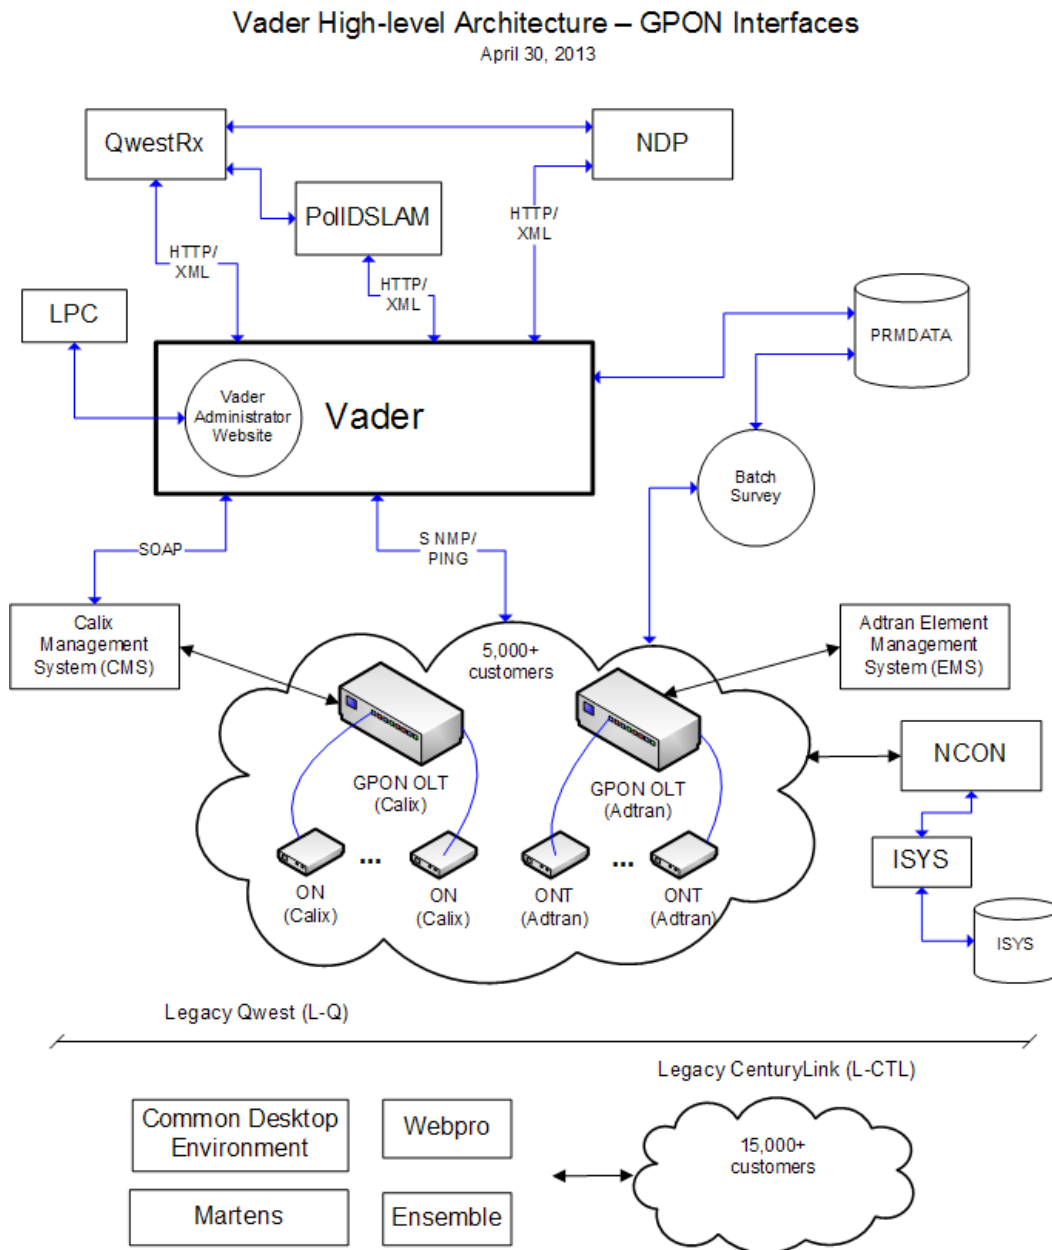 Vader High-level Architecture – GPON Interfaces
April 30, 2013
QwestRx
NDP
PollDSLAM
HTTP/
XML
HTTP/
XML
HTTP/
XML
LPC
PRMDATA
Vader
Administrator
Website
Vader
Batch
Survey
SOAP
SNMP/
PING
Calix
Management
System (CMS)
5,000+
customers
Adtran Element
Management
System (EMS)
GPON OLT
(Calix)
GPON OLT
(Adtran)
NCON
...
...
ON
(Calix)
ON
(Calix)
ONT
(Adtran)
ONT
(Adtran)
ISYS
ISYS
Legacy Qwest (L-Q)
Legacy CenturyLink (L-CTL)
Common Desktop
Environment
Webpro
15,000+
customers
Martens
Ensemble